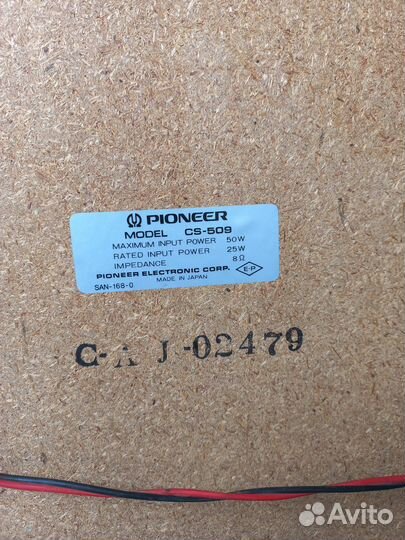 PIONEER
MODEL CS-509
MAXIMUM INPUT POWER 50W
RATED INPUT POWER 25W
IMPEDANCE 8Ω
PIONEER ELECTRONIC CORP. E-P
MADE IN JAPAN
SAN-168-0
C-A J-02479
Avito